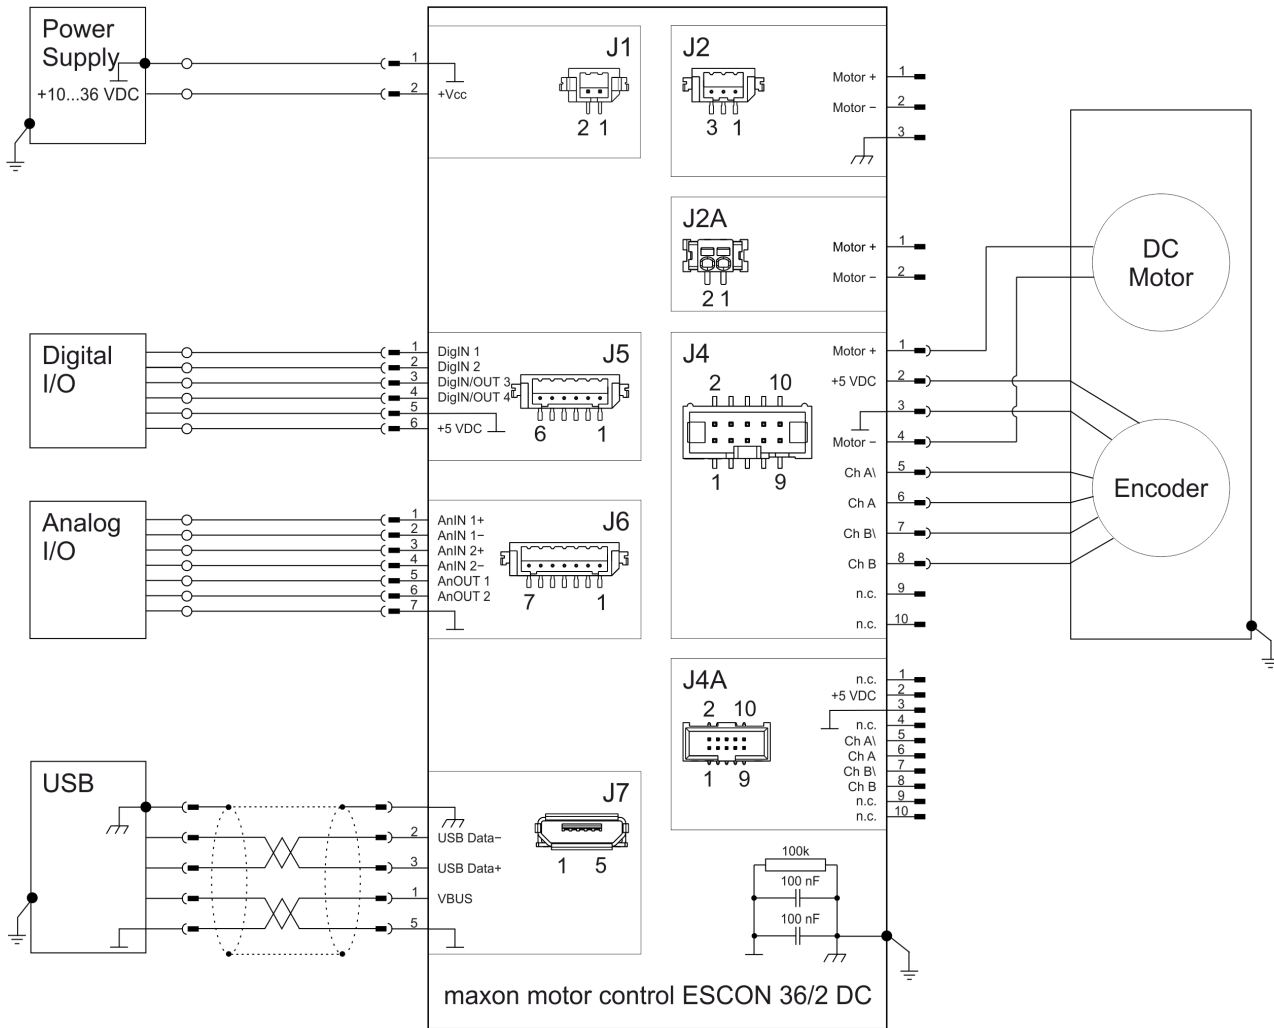 Power
Supply
+10...36 VDC
1
2
+Vcc
J1
2 1
J2
3 1
Motor +
1
Motor −
2
3
J2A
2 1
Motor +
1
Motor −
2
DC
Motor
Digital
I/O
1
DigIN 1
2
DigIN 2
3
DigIN/OUT 3
4
DigIN/OUT 4
5
6
+5 VDC
J5
6 1
J4
2 10
1 9
Motor +
1
+5 VDC
2
3
Motor −
4
Ch A\
5
Ch A
6
Ch B\
7
Ch B
8
n.c.
9
n.c.
10
Encoder
Analog
I/O
1
AnIN 1+
2
AnIN 1−
3
AnIN 2+
4
AnIN 2−
5
AnOUT 1
6
AnOUT 2
7
J6
7 1
J4A
2 10
1 9
n.c.
1
+5 VDC
2
3
n.c.
4
Ch A\
5
Ch A
6
Ch B\
7
Ch B
8
n.c.
9
n.c.
10
USB
2
USB Data−
3
USB Data+
1
VBUS
5
J7
1 5
100k
100 nF
100 nF
maxon motor control ESCON 36/2 DC